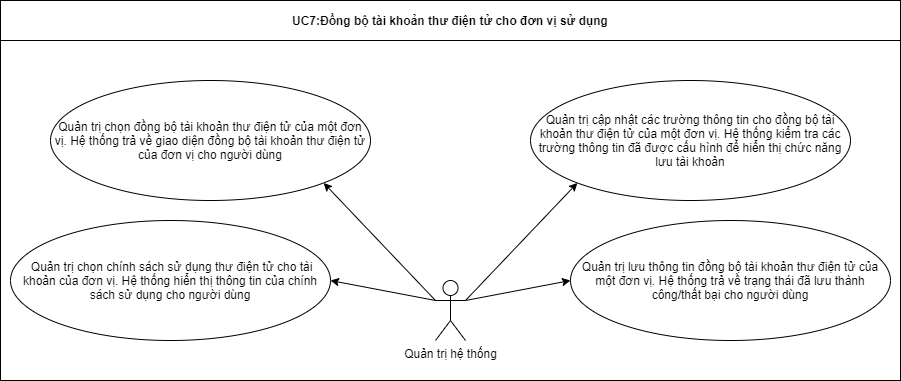 UC7:Đồng bộ tài khoản thư điện tử cho đơn vị sử dụng
Quản trị chọn đồng bộ tài khoản thư điện tử của một đơn
vị. Hệ thống trả về giao diện đồng bộ tài khoản thư điện tử
của đơn vị cho người dùng
Quản trị cập nhật các trường thông tin cho đồng bộ tài
khoản thư điện tử của một đơn vị. Hệ thống kiểm tra các
trường thông tin đã được cấu hình để hiển thị chức năng
lưu tài khoản
Quản trị chọn chính sách sử dụng thư điện tử cho tài
khoản của đơn vị. Hệ thống hiển thị thông tin của chính
sách sử dụng cho người dùng
Quản trị lưu thông tin đồng bộ tài khoản thư điện tử của
một đơn vị. Hệ thống trả về trạng thái đã lưu thành
công/thất bại cho người dùng
Quản trị hệ thống